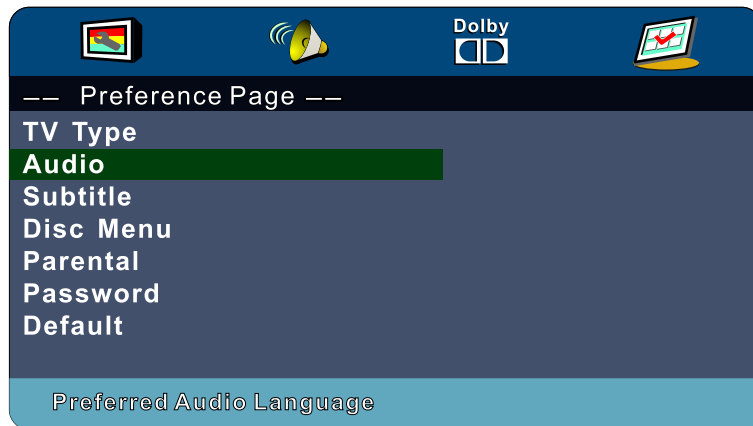 Dolby
—— Preference Page ——
TV Type
Audio
Subtitle
Disc Menu
Parental
Password
Default
Preferred Audio Language